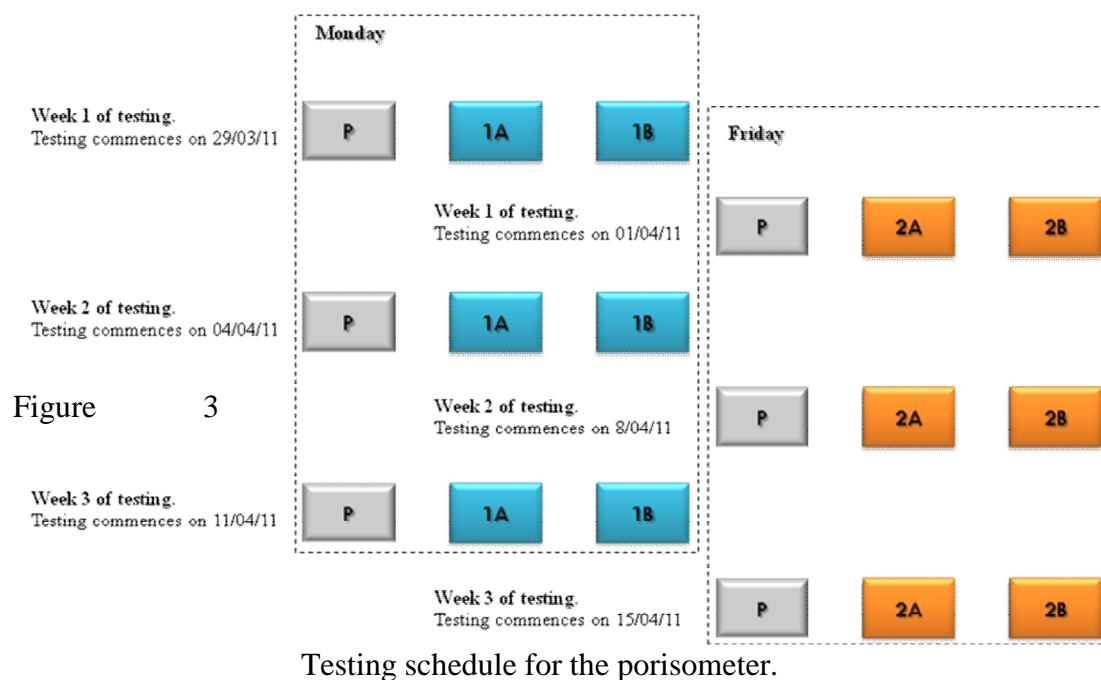 Monday
Week 1 of testing.
Testing commences on 29/03/11
P 1A 1B
Friday
Week 1 of testing.
Testing commences on 01/04/11
P 2A 2B
Week 2 of testing.
Testing commences on 04/04/11
P 1A 1B
Figure 3
Week 2 of testing.
Testing commences on 8/04/11
P 2A 2B
Week 3 of testing.
Testing commences on 11/04/11
P 1A 1B
Week 3 of testing.
Testing commences on 15/04/11
P 2A 2B
Testing schedule for the porisometer.